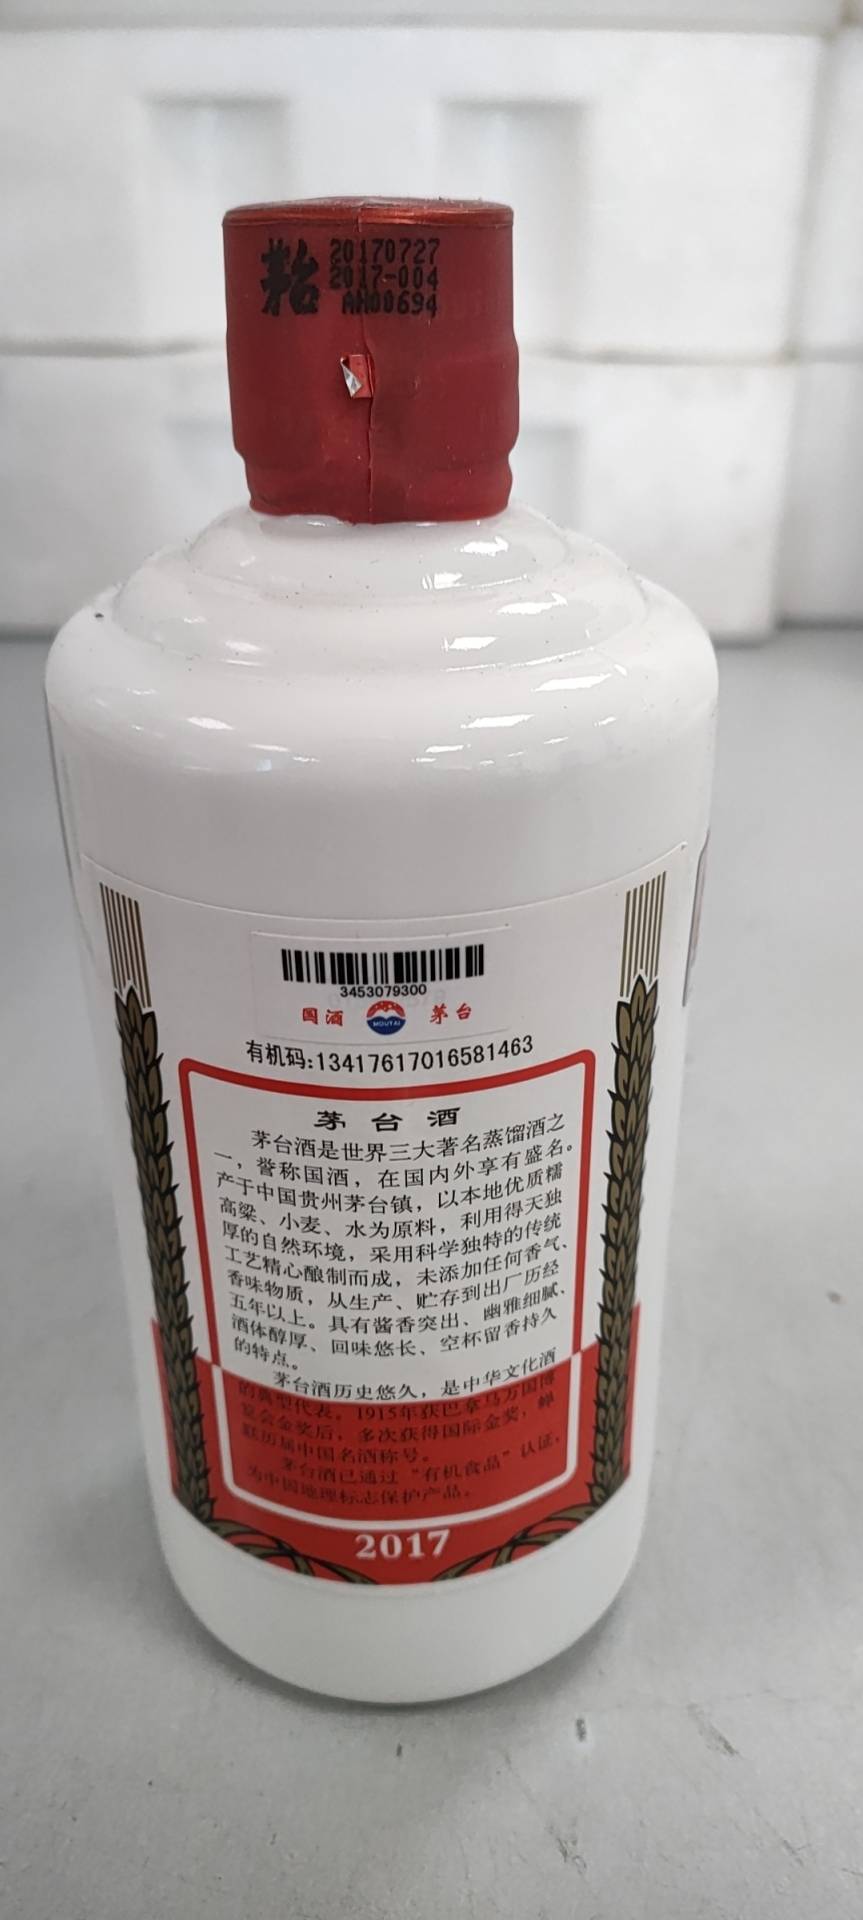 茅台
20170727
2017-004
AH00694
3453079300
国酒 MOUTAI 茅台
有机码:13417617016581463
茅台酒
茅台酒是世界三大著名蒸馏酒之
一，誉称国酒，在国内外享有盛名。
产于中国贵州茅台镇，以本地优质糯
高粱、小麦、水为原料，利用得天独
厚的自然环境，采用科学独特的传统
工艺精心酿制而成，未添加任何香气、
香味物质，从生产、贮存到出厂历经
五年以上。具有酱香突出、幽雅细腻、
酒体醇厚、回味悠长、空杯留香持久
的特点。
茅台酒历史悠久，是中华文化酒
的典型代表。1915年获巴拿马万国博
览会金奖后，多次获得国际金奖，蝉
联历届中国名酒称号。
茅台酒已通过“有机食品”认证，
为中国地理标志保护产品。
2017